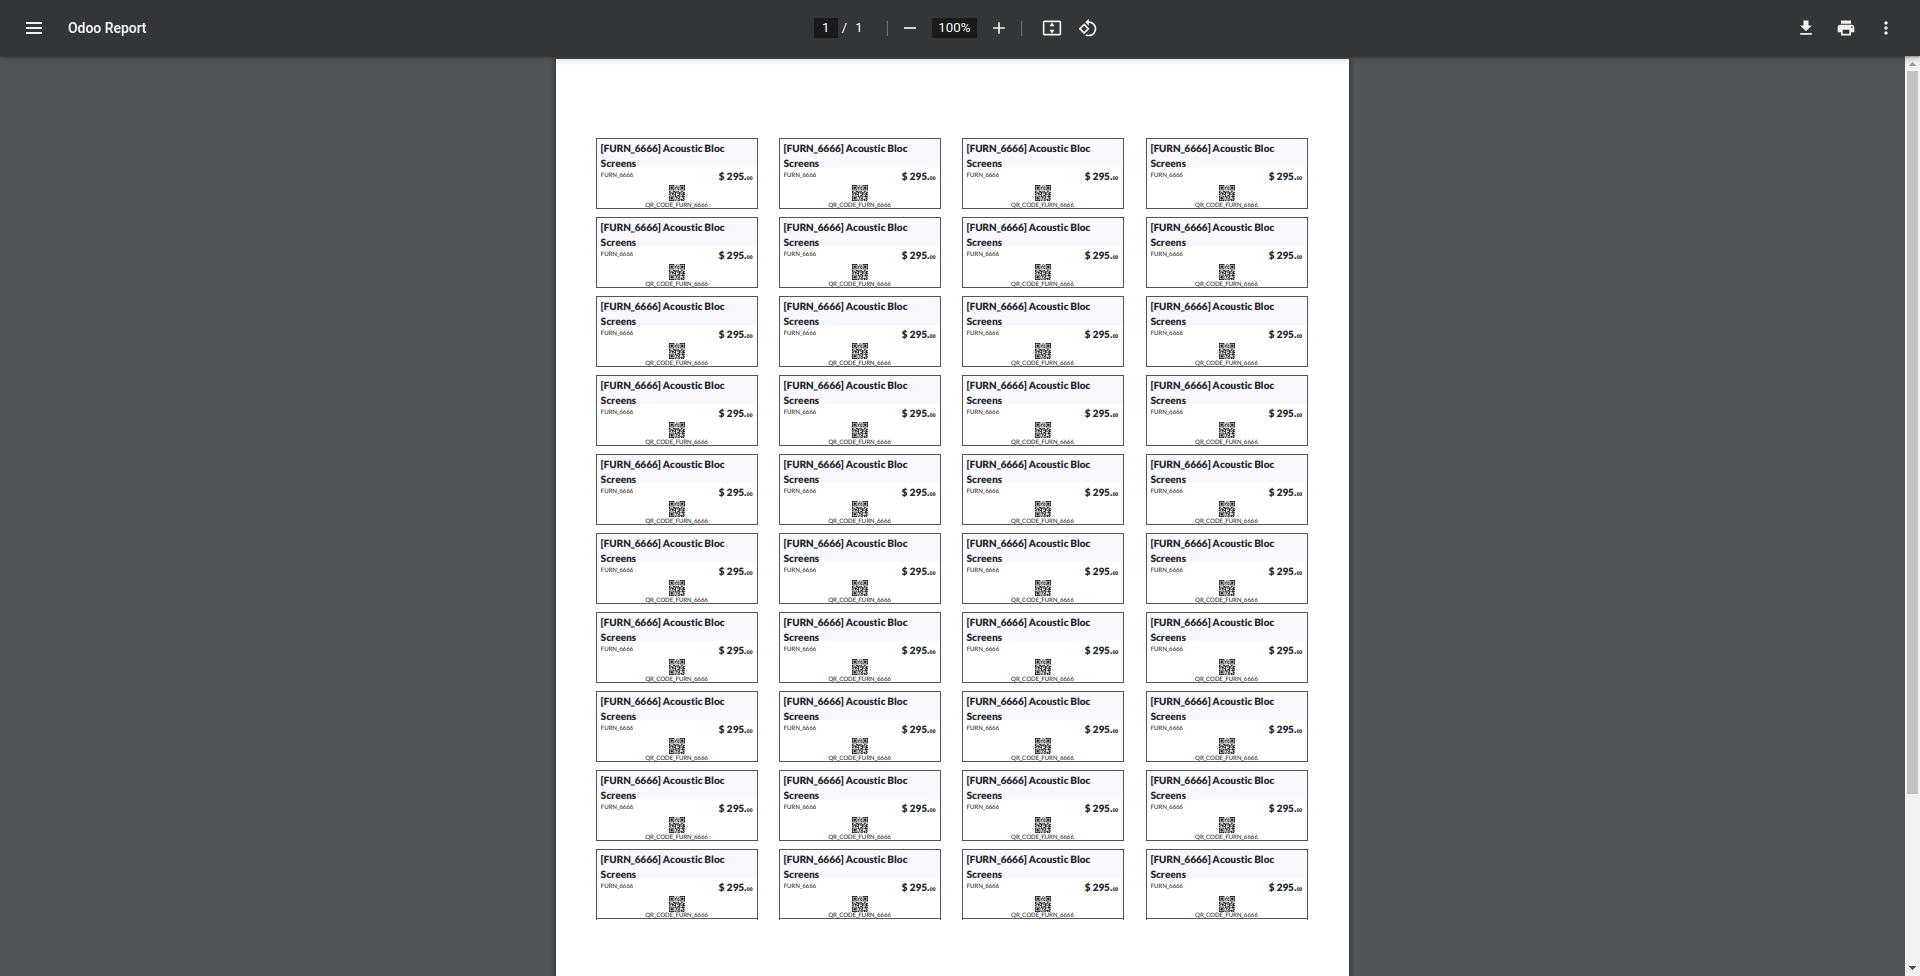 Odoo Report 1 / 1 100%
[FURN_6666] Acoustic Bloc [FURN_6666] Acoustic Bloc [FURN_6666] Acoustic Bloc [FURN_6666] Acoustic Bloc
Screens Screens Screens Screens
FURN_6666 $ 295.00 FURN_6666 $ 295.00 FURN_6666 $ 295.00 FURN_6666 $ 295.00
QR_CODE_FURN_6666 QR_CODE_FURN_6666 QR_CODE_FURN_6666 QR_CODE_FURN_6666
[FURN_6666] Acoustic Bloc [FURN_6666] Acoustic Bloc [FURN_6666] Acoustic Bloc [FURN_6666] Acoustic Bloc
Screens Screens Screens Screens
FURN_6666 $ 295.00 FURN_6666 $ 295.00 FURN_6666 $ 295.00 FURN_6666 $ 295.00
QR_CODE_FURN_6666 QR_CODE_FURN_6666 QR_CODE_FURN_6666 QR_CODE_FURN_6666
[FURN_6666] Acoustic Bloc [FURN_6666] Acoustic Bloc [FURN_6666] Acoustic Bloc [FURN_6666] Acoustic Bloc
Screens Screens Screens Screens
FURN_6666 $ 295.00 FURN_6666 $ 295.00 FURN_6666 $ 295.00 FURN_6666 $ 295.00
QR_CODE_FURN_6666 QR_CODE_FURN_6666 QR_CODE_FURN_6666 QR_CODE_FURN_6666
[FURN_6666] Acoustic Bloc [FURN_6666] Acoustic Bloc [FURN_6666] Acoustic Bloc [FURN_6666] Acoustic Bloc
Screens Screens Screens Screens
FURN_6666 $ 295.00 FURN_6666 $ 295.00 FURN_6666 $ 295.00 FURN_6666 $ 295.00
QR_CODE_FURN_6666 QR_CODE_FURN_6666 QR_CODE_FURN_6666 QR_CODE_FURN_6666
[FURN_6666] Acoustic Bloc [FURN_6666] Acoustic Bloc [FURN_6666] Acoustic Bloc [FURN_6666] Acoustic Bloc
Screens Screens Screens Screens
FURN_6666 $ 295.00 FURN_6666 $ 295.00 FURN_6666 $ 295.00 FURN_6666 $ 295.00
QR_CODE_FURN_6666 QR_CODE_FURN_6666 QR_CODE_FURN_6666 QR_CODE_FURN_6666
[FURN_6666] Acoustic Bloc [FURN_6666] Acoustic Bloc [FURN_6666] Acoustic Bloc [FURN_6666] Acoustic Bloc
Screens Screens Screens Screens
FURN_6666 $ 295.00 FURN_6666 $ 295.00 FURN_6666 $ 295.00 FURN_6666 $ 295.00
QR_CODE_FURN_6666 QR_CODE_FURN_6666 QR_CODE_FURN_6666 QR_CODE_FURN_6666
[FURN_6666] Acoustic Bloc [FURN_6666] Acoustic Bloc [FURN_6666] Acoustic Bloc [FURN_6666] Acoustic Bloc
Screens Screens Screens Screens
FURN_6666 $ 295.00 FURN_6666 $ 295.00 FURN_6666 $ 295.00 FURN_6666 $ 295.00
QR_CODE_FURN_6666 QR_CODE_FURN_6666 QR_CODE_FURN_6666 QR_CODE_FURN_6666
[FURN_6666] Acoustic Bloc [FURN_6666] Acoustic Bloc [FURN_6666] Acoustic Bloc [FURN_6666] Acoustic Bloc
Screens Screens Screens Screens
FURN_6666 $ 295.00 FURN_6666 $ 295.00 FURN_6666 $ 295.00 FURN_6666 $ 295.00
QR_CODE_FURN_6666 QR_CODE_FURN_6666 QR_CODE_FURN_6666 QR_CODE_FURN_6666
[FURN_6666] Acoustic Bloc [FURN_6666] Acoustic Bloc [FURN_6666] Acoustic Bloc [FURN_6666] Acoustic Bloc
Screens Screens Screens Screens
FURN_6666 $ 295.00 FURN_6666 $ 295.00 FURN_6666 $ 295.00 FURN_6666 $ 295.00
QR_CODE_FURN_6666 QR_CODE_FURN_6666 QR_CODE_FURN_6666 QR_CODE_FURN_6666
[FURN_6666] Acoustic Bloc [FURN_6666] Acoustic Bloc [FURN_6666] Acoustic Bloc [FURN_6666] Acoustic Bloc
Screens Screens Screens Screens
FURN_6666 $ 295.00 FURN_6666 $ 295.00 FURN_6666 $ 295.00 FURN_6666 $ 295.00
QR_CODE_FURN_6666 QR_CODE_FURN_6666 QR_CODE_FURN_6666 QR_CODE_FURN_6666